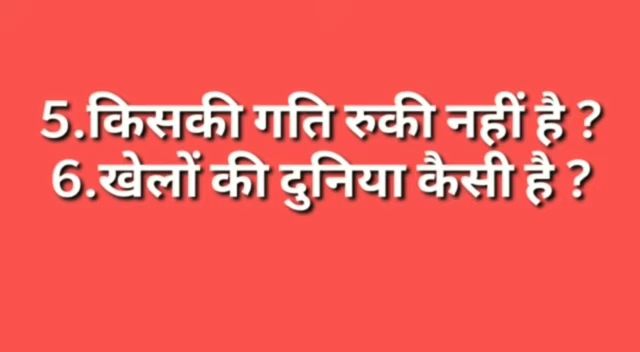 5.किसकी गति रुकी नहीं है ?
6.खेलों की दुनिया कैसी है ?